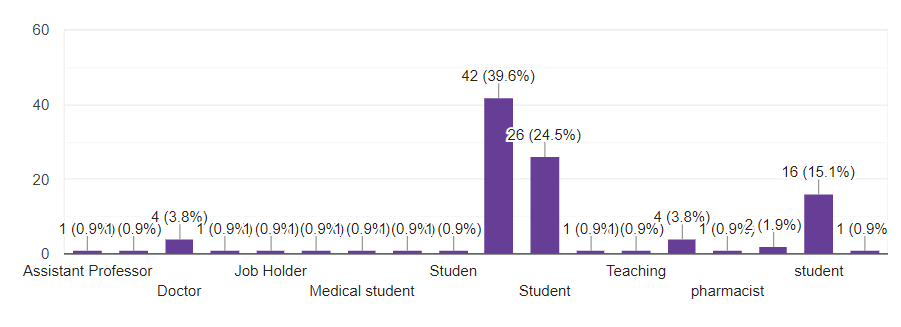 60
42 (39.6%)
40
26 (24.5%)
20
16 (15.1%)
1 (0.9%)
1 (0.9%)
4 (3.8%)
1 (0.9%)
1 (0.9%)
1 (0.9%)
1 (0.9%)
1 (0.9%)
1 (0.9%)
1 (0.9%)
1 (0.9%)
4 (3.8%)
1 (0.9%)
2 (1.9%)
1 (0.9%
0
Assistant Professor
Job Holder
Studen
Teaching
student
Doctor
Medical student
Student
pharmacist